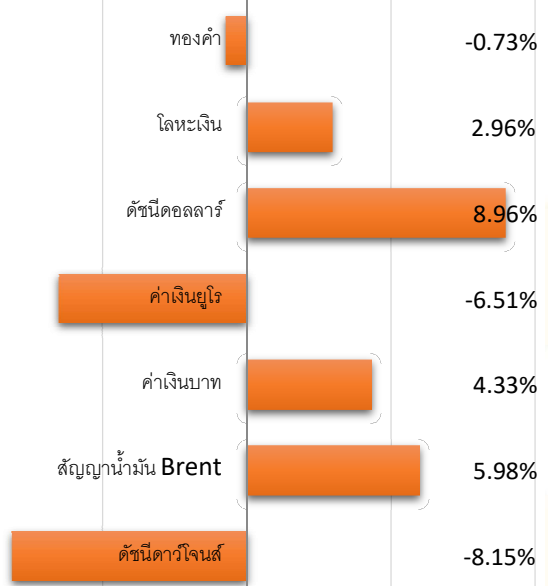 ทองคำ -0.73%
โลหะเงิน 2.96%
ดัชนีดอลลาร์ 8.96%
ค่าเงินยูโร -6.51%
ค่าเงินบาท 4.33%
สัญญาน้ำมัน Brent 5.98%
ดัชนีดาว์โจนส์ -8.15%